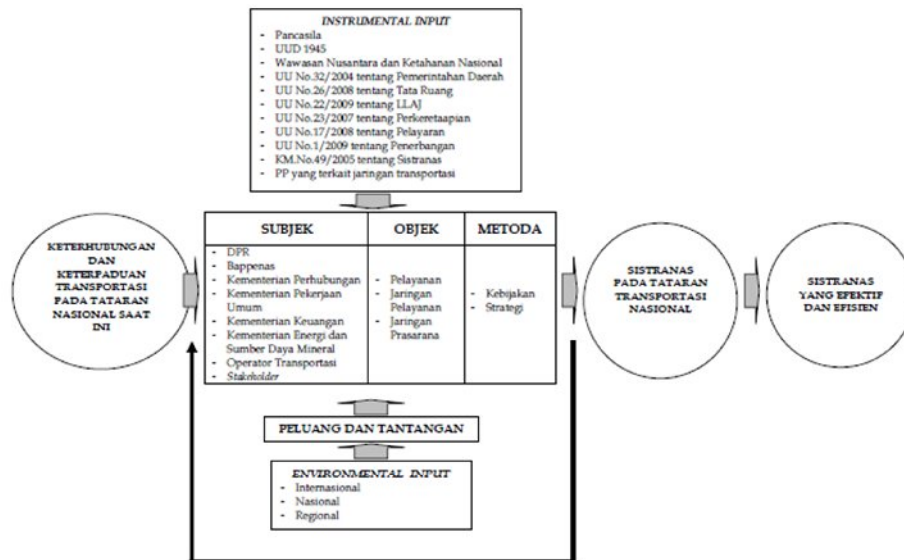 INSTRUMENTAL INPUT
- Pancasila
- UUD 1945
- Wawasan Nusantara dan Ketahanan Nasional
- UU No.32/2004 tentang Pemerintahan Daerah
- UU No.26/2008 tentang Tata Ruang
- UU No.22/2009 tentang LLAJ
- UU No.23/2007 tentang Perkeretaapian
- UU No.17/2008 tentang Pelayaran
- UU No.1/2009 tentang Penerbangan
- KM.No.49/2005 tentang Sistranas
- PP yang terkait jaringan transportasi
KETERHUBUNGAN
DAN
KETERPADUAN
TRANSPORTASI
PADA TATARAN
NASIONAL SAAT
INI
SUBJEK
- DPR
- Bappenas
- Kementerian Perhubungan
- Kementerian Pekerjaan
Umum
- Kementerian Keuangan
- Kementerian Energi dan
Sumber Daya Mineral
- Operator Transportasi
- Stakeholder
OBJEK
- Pelayanan
- Jaringan
Pelayanan
- Jaringan
Prasarana
METODA
- Kebijakan
- Strategi
SISTRANAS
PADA TATARAN
TRANSPORTASI
NASIONAL
SISTRANAS
YANG EFEKTIF
DAN EFISIEN
PELUANG DAN TANTANGAN
ENVIRONMENTAL INPUT
- Internasional
- Nasional
- Regional